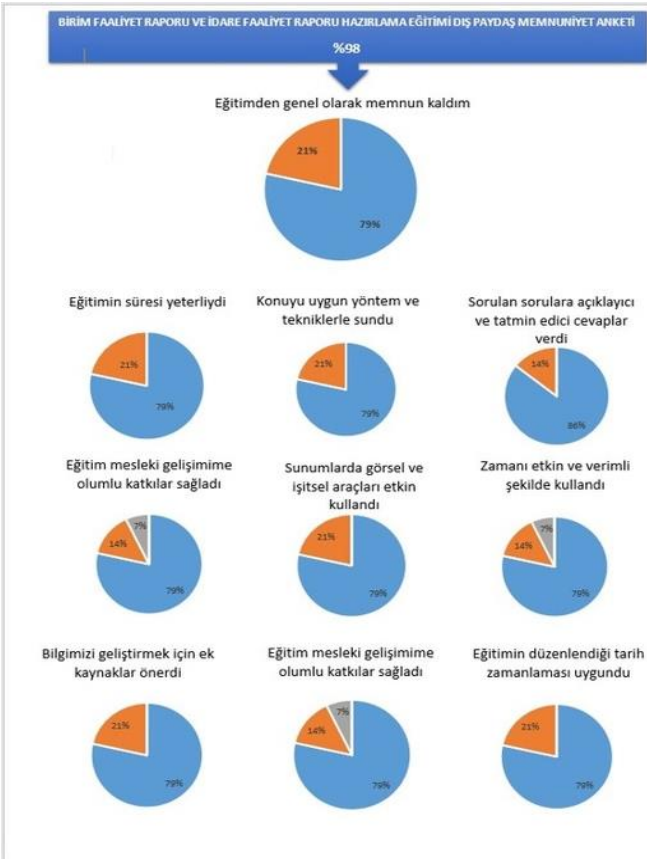 BİRİM FAALİYET RAPORU VE İDARE FAALİYET RAPORU HAZIRLAMA EĞİTİMİ DIŞ PAYDAŞ MEMNUNİYET ANKETİ
%98
Eğitimden genel olarak memnun kaldım
21%
79%
Eğitimin süresi yeterliydi
21%
79%
Konuyu uygun yöntem ve
tekniklerle sundu
21%
79%
Sorulan sorulara açıklayıcı
ve tatmin edici cevaplar
verdi
14%
86%
Eğitim mesleki gelişimime
olumlu katkılar sağladı
7%
14%
79%
Sunumlarda görsel ve
işitsel araçları etkin
kullandı
21%
79%
Zamanı etkin ve verimli
şekilde kullandı
7%
14%
79%
Bilgimizi geliştirmek için ek
kaynaklar önerdi
21%
79%
Eğitim mesleki gelişimime
olumlu katkılar sağladı
7%
14%
79%
Eğitimin düzenlendiği tarih
zamanlaması uygundu
21%
79%